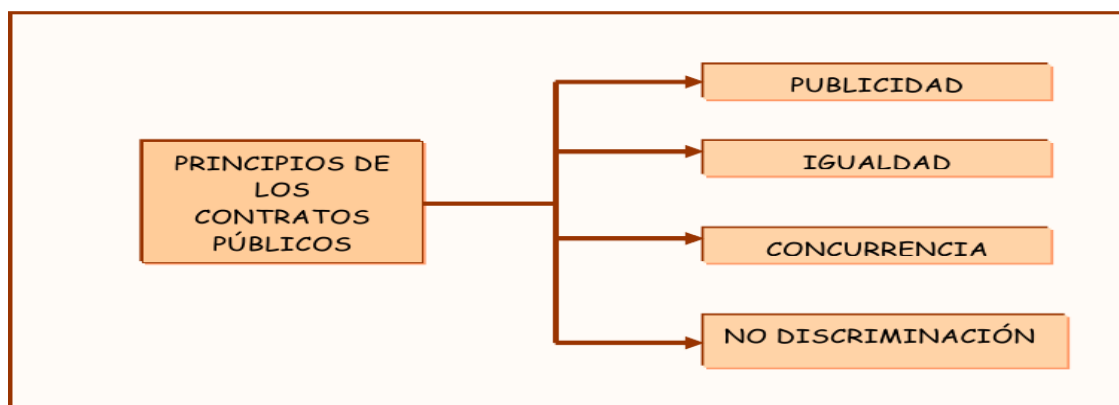 PRINCIPIOS DE
LOS
CONTRATOS
PÚBLICOS
PUBLICIDAD
IGUALDAD
CONCURRENCIA
NO DISCRIMINACIÓN